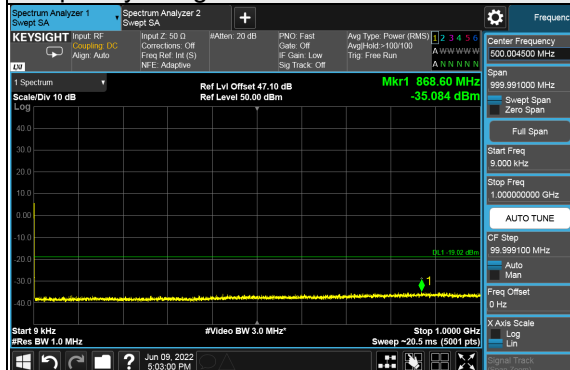 Spectrum Analyzer 1
Swept SA
Spectrum Analyzer 2
Swept SA
Frequenc
KEYSIGHT
Input: RF
Coupling: DC
Align: Auto
Input Z: 50 Ω
Corrections: Off
Freq Ref: Int (S)
NFE: Adaptive
#Atten: 20 dB
PNO: Fast
Gate: Off
IF Gain: Low
Sig Track: Off
Avg Type: Power (RMS)
Avg|Hold:>100/100
Trig: Free Run
1 2 3 4 5 6
A W W W W W
A N N N N N
LXI
1 Spectrum
Scale/Div 10 dB
Log
Ref Lvl Offset 47.10 dB
Ref Level 50.00 dBm
Mkr1 868.60 MHz
-35.084 dBm
40.0
30.0
20.0
10.0
0.00
-10.0
-20.0
-30.0
-40.0
DL1 -19.02 dBm
1
Start 9 kHz
#Res BW 1.0 MHz
#Video BW 3.0 MHz*
Stop 1.0000 GHz
Sweep ~20.5 ms (5001 pts)
Jun 09, 2022
5:03:00 PM
Center Frequency
500.004500 MHz
Span
999.991000 MHz
Swept Span
Zero Span
Full Span
Start Freq
9.000 kHz
Stop Freq
1.000000000 GHz
AUTO TUNE
CF Step
99.999100 MHz
Auto
Man
Freq Offset
0 Hz
X Axis Scale
Log
Lin
Signal Track